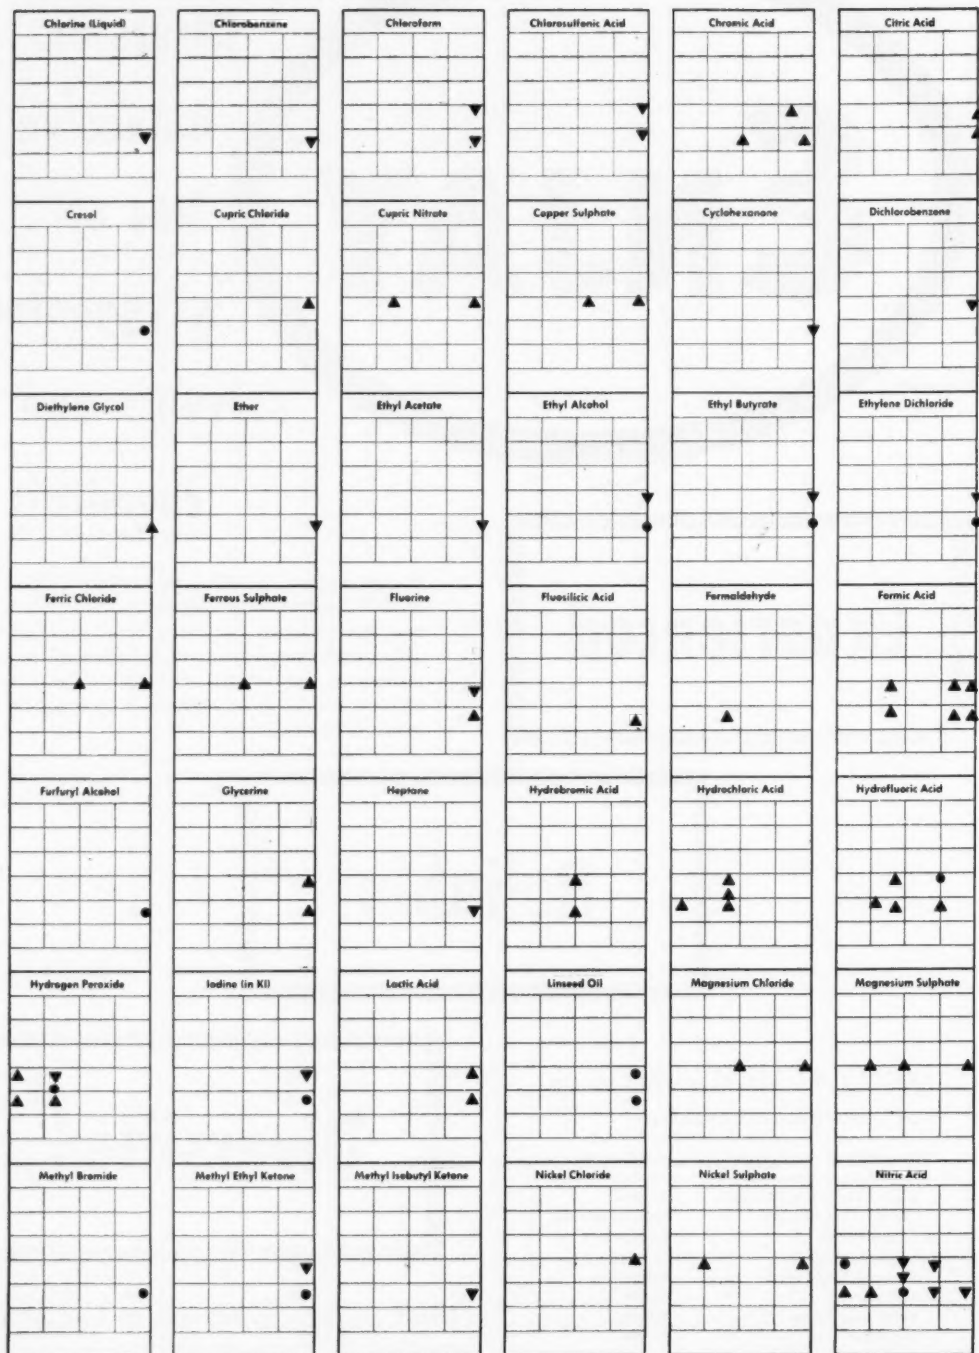 Chlorine (Liquid) Chlorobenzene Chloroform Chlorosulfonic Acid Chromic Acid Citric Acid
Cresol Cupric Chloride Cupric Nitrate Copper Sulphate Cyclohexanone Dichlorobenzene
Diethylene Glycol Ether Ethyl Acetate Ethyl Alcohol Ethyl Butyrate Ethylene Dichloride
Ferric Chloride Ferrous Sulphate Fluorine Fluosilicic Acid Formaldehyde Formic Acid
Furfuryl Alcohol Glycerine Heptane Hydrobromic Acid Hydrochloric Acid Hydrofluoric Acid
Hydrogen Peroxide Iodine (in KI) Lactic Acid Linseed Oil Magnesium Chloride Magnesium Sulphate
Methyl Bromide Methyl Ethyl Ketone Methyl Isobutyl Ketone Nickel Chloride Nickel Sulphate Nitric Acid